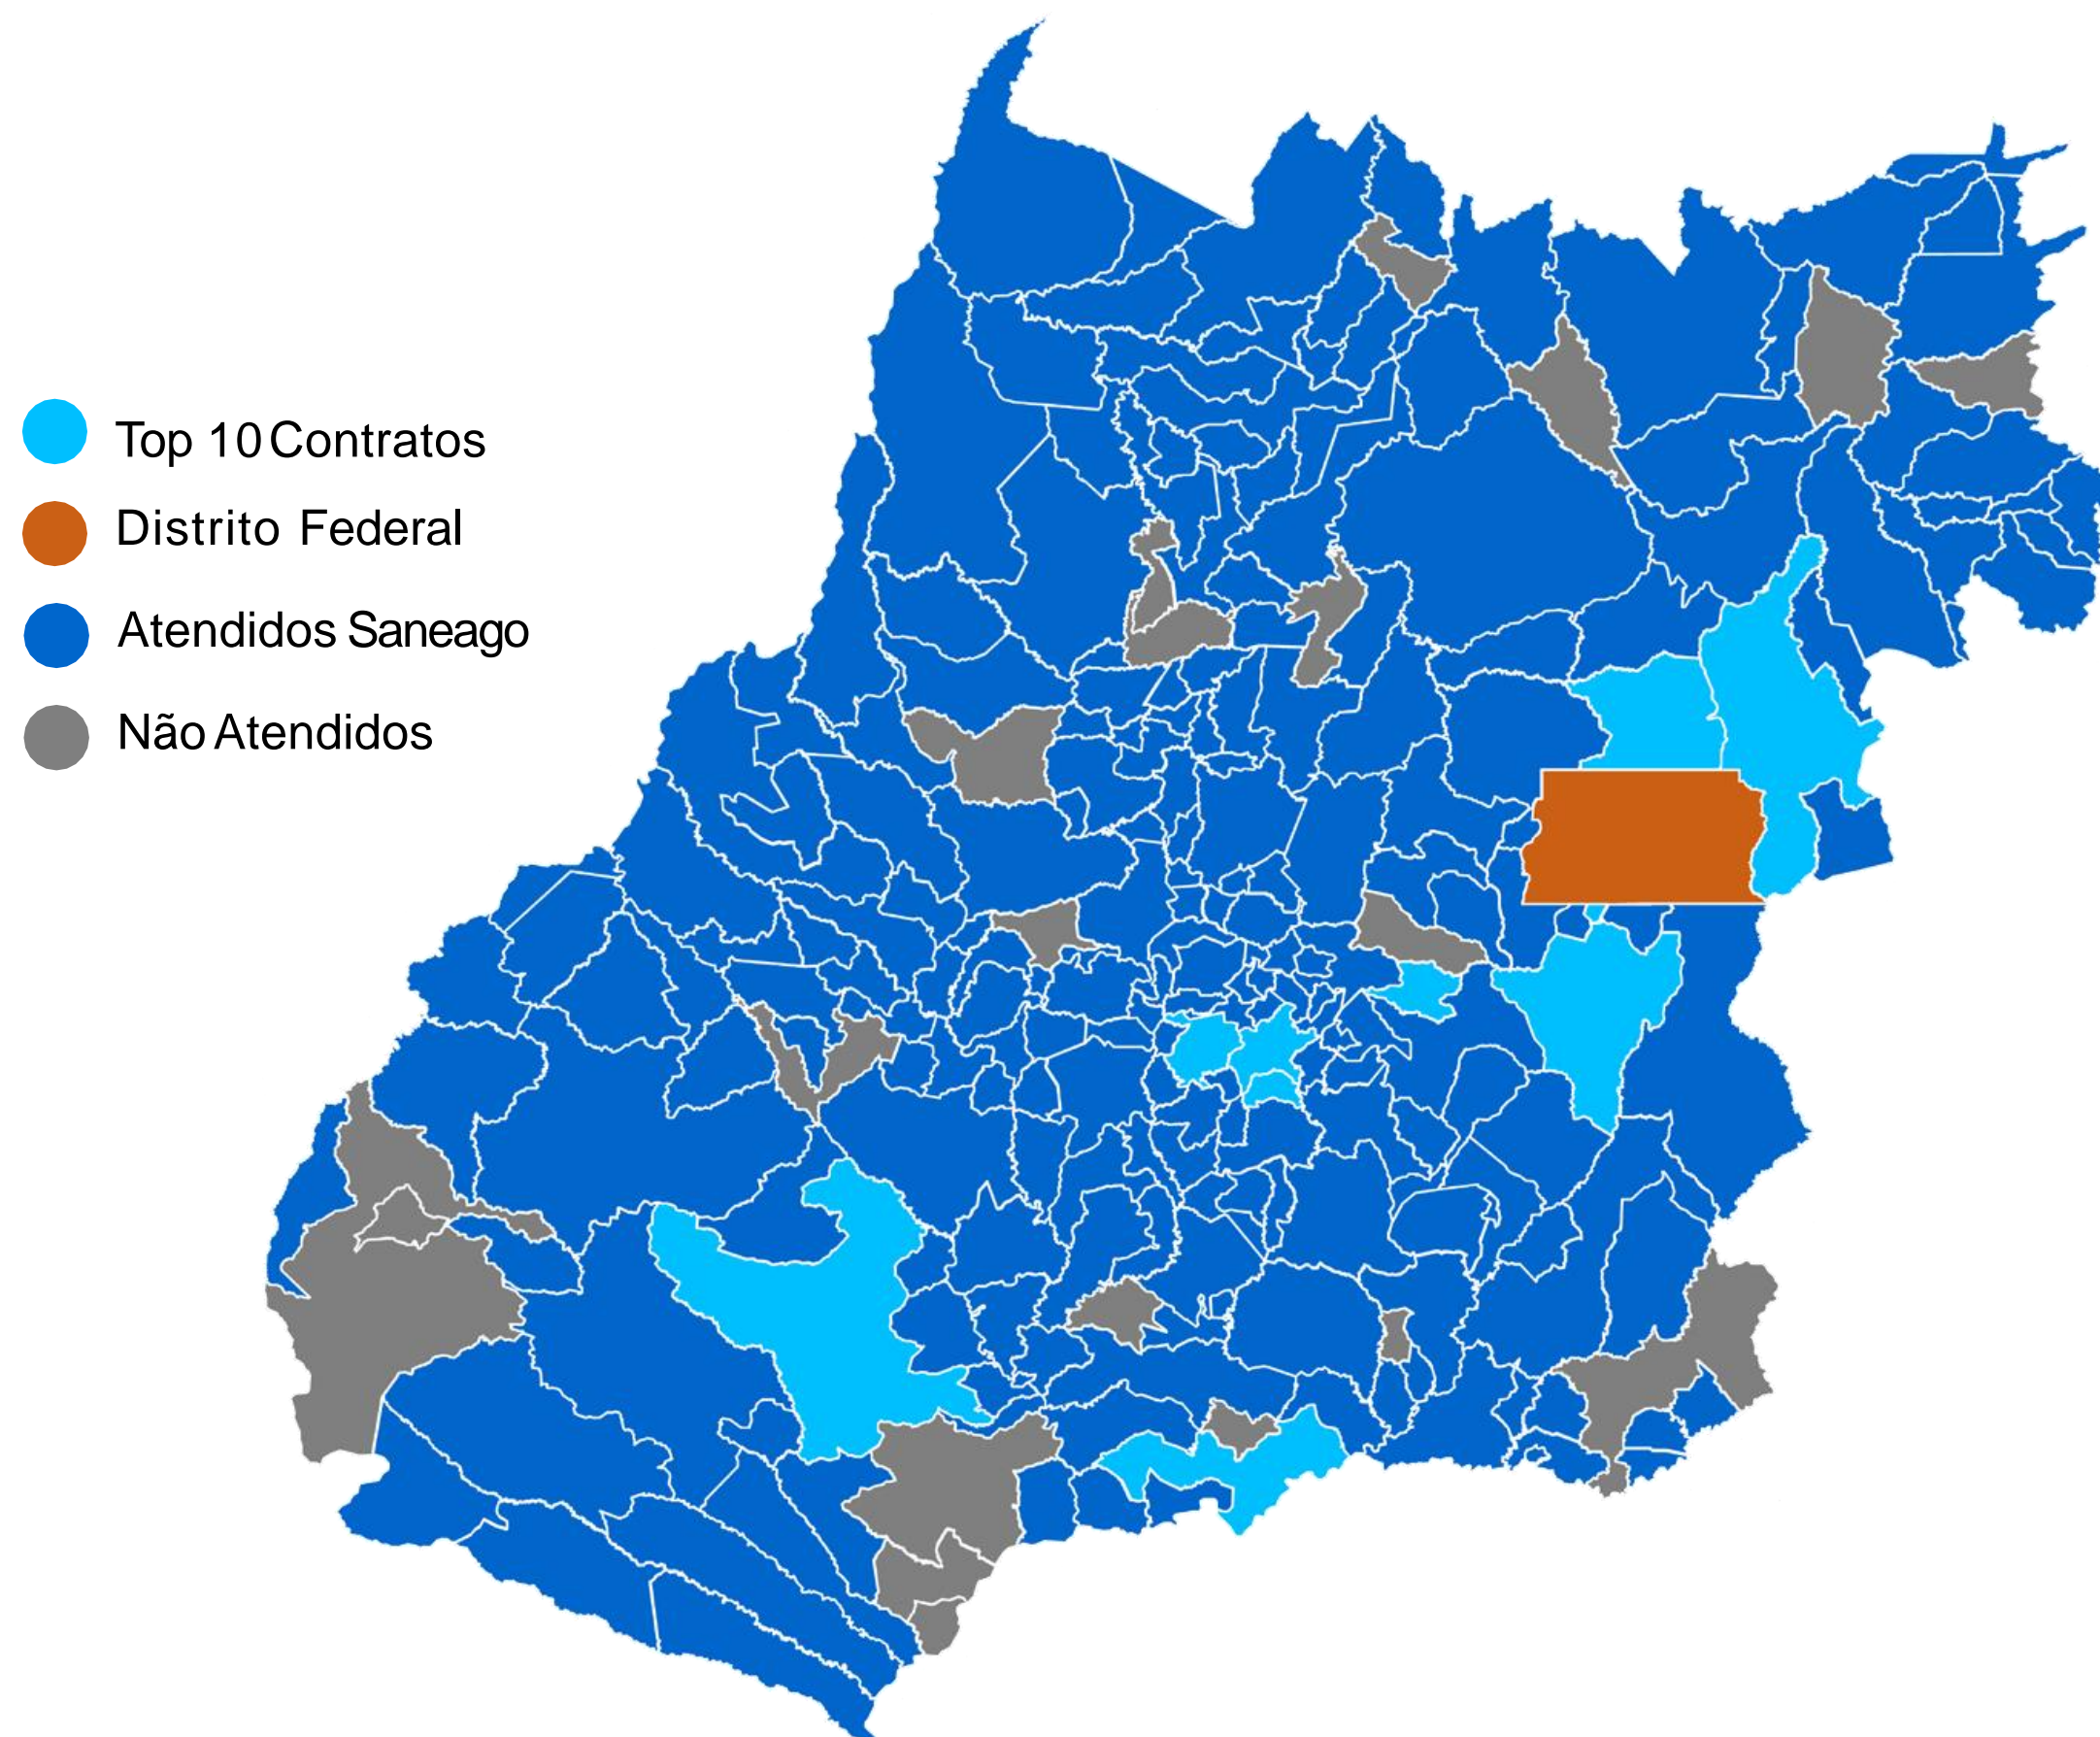 Top 10 Contratos
Distrito Federal
Atendidos Saneago
Não Atendidos